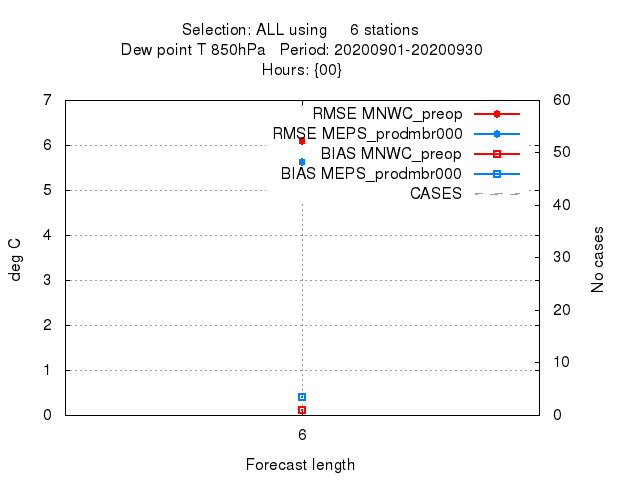 Selection: ALL using     6 stations
Dew point T 850hPa   Period: 20200901-20200930
Hours: {00}
7
6
5
4
3
2
1
0
deg C
60
50
40
30
20
10
0
No cases
RMSE MNWC_preop
RMSE MEPS_prodmbr000
BIAS MNWC_preop
BIAS MEPS_prodmbr000
CASES
6
Forecast length